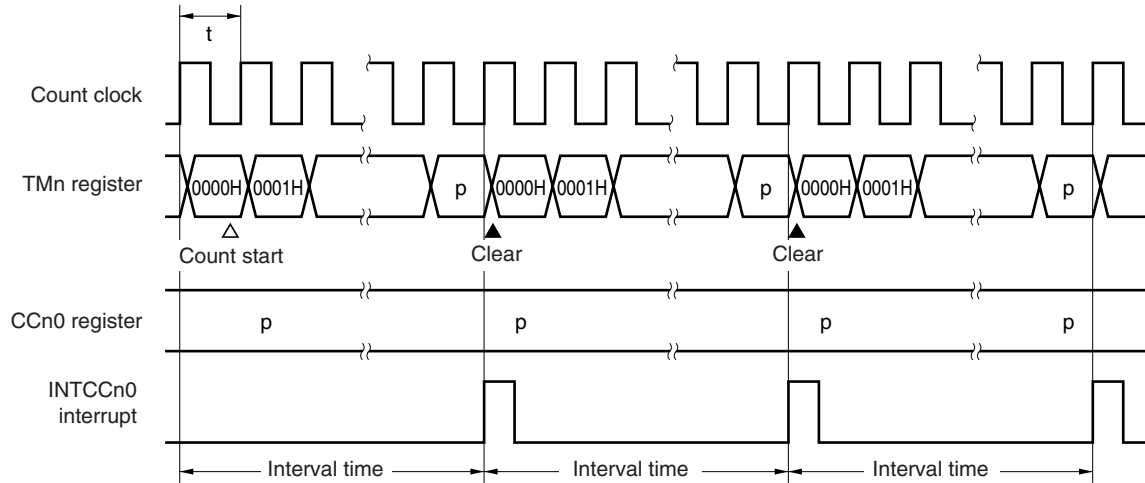 t
Count clock
TMn register
0000H 0001H p 0000H 0001H p 0000H 0001H p
Count start
Clear
Clear
CCn0 register
p p p p
INTCCn0
interrupt
Interval time Interval time Interval time